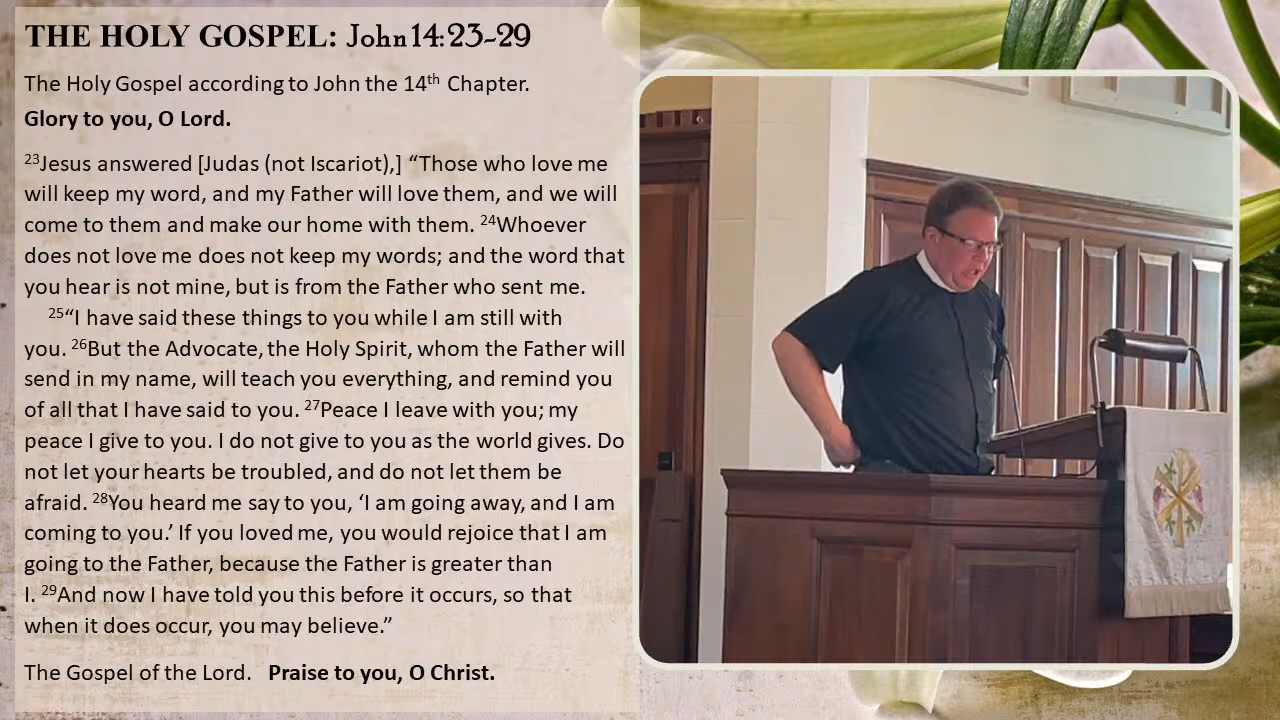 THE HOLY GOSPEL: John 14:23-29
The Holy Gospel according to John the 14th Chapter.
Glory to you, O Lord.
23Jesus answered [Judas (not Iscariot),] “Those who love me
will keep my word, and my Father will love them, and we will
come to them and make our home with them. 24Whoever
does not love me does not keep my words; and the word that
you hear is not mine, but is from the Father who sent me.
25“I have said these things to you while I am still with
you. 26But the Advocate, the Holy Spirit, whom the Father will
send in my name, will teach you everything, and remind you
of all that I have said to you. 27Peace I leave with you; my
peace I give to you. I do not give to you as the world gives. Do
not let your hearts be troubled, and do not let them be
afraid. 28You heard me say to you, ‘I am going away, and I am
coming to you.’ If you loved me, you would rejoice that I am
going to the Father, because the Father is greater than
I. 29And now I have told you this before it occurs, so that
when it does occur, you may believe.”
The Gospel of the Lord. Praise to you, O Christ.